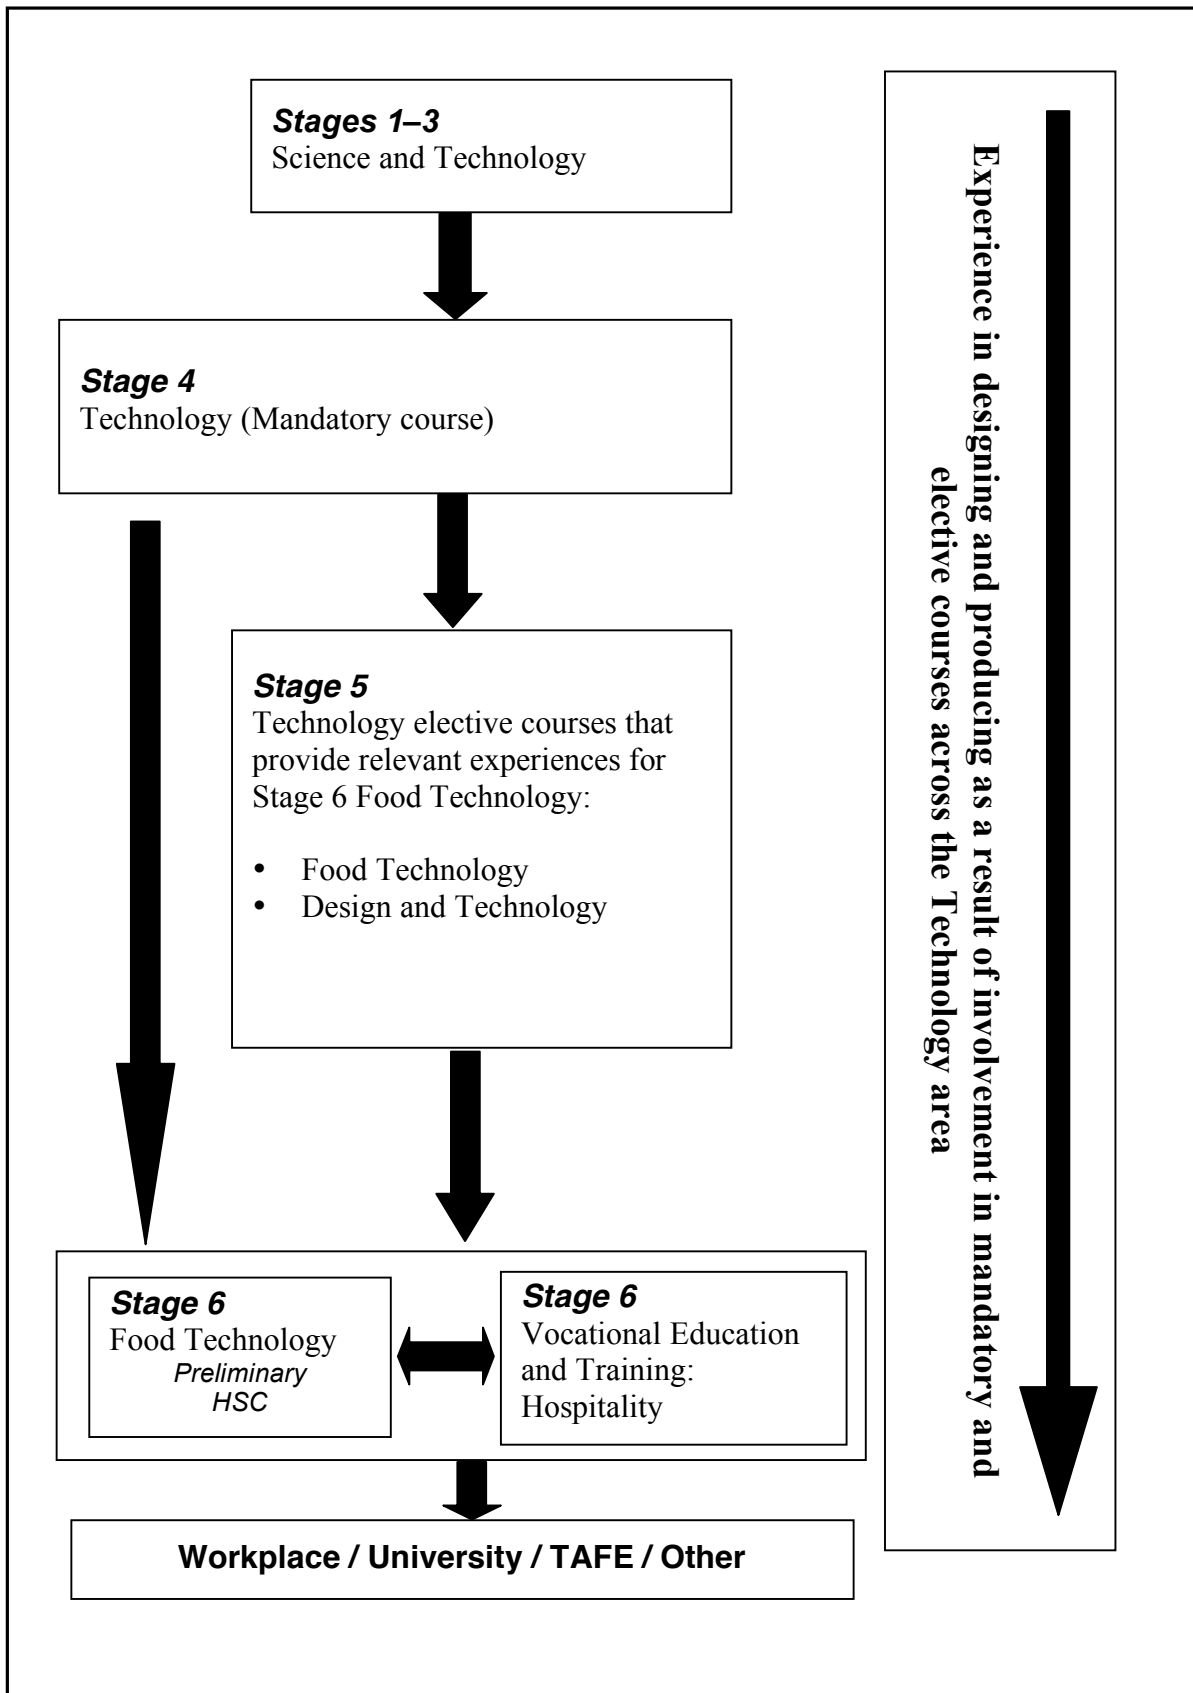 Stages 1–3
Science and Technology
Stage 4
Technology (Mandatory course)
Stage 5
Technology elective courses that
provide relevant experiences for
Stage 6 Food Technology:
• Food Technology
• Design and Technology
Stage 6
Food Technology
Preliminary
HSC
Stage 6
Vocational Education
and Training:
Hospitality
Workplace / University / TAFE / Other
Experience in designing and producing as a result of involvement in mandatory and
elective courses across the Technology area